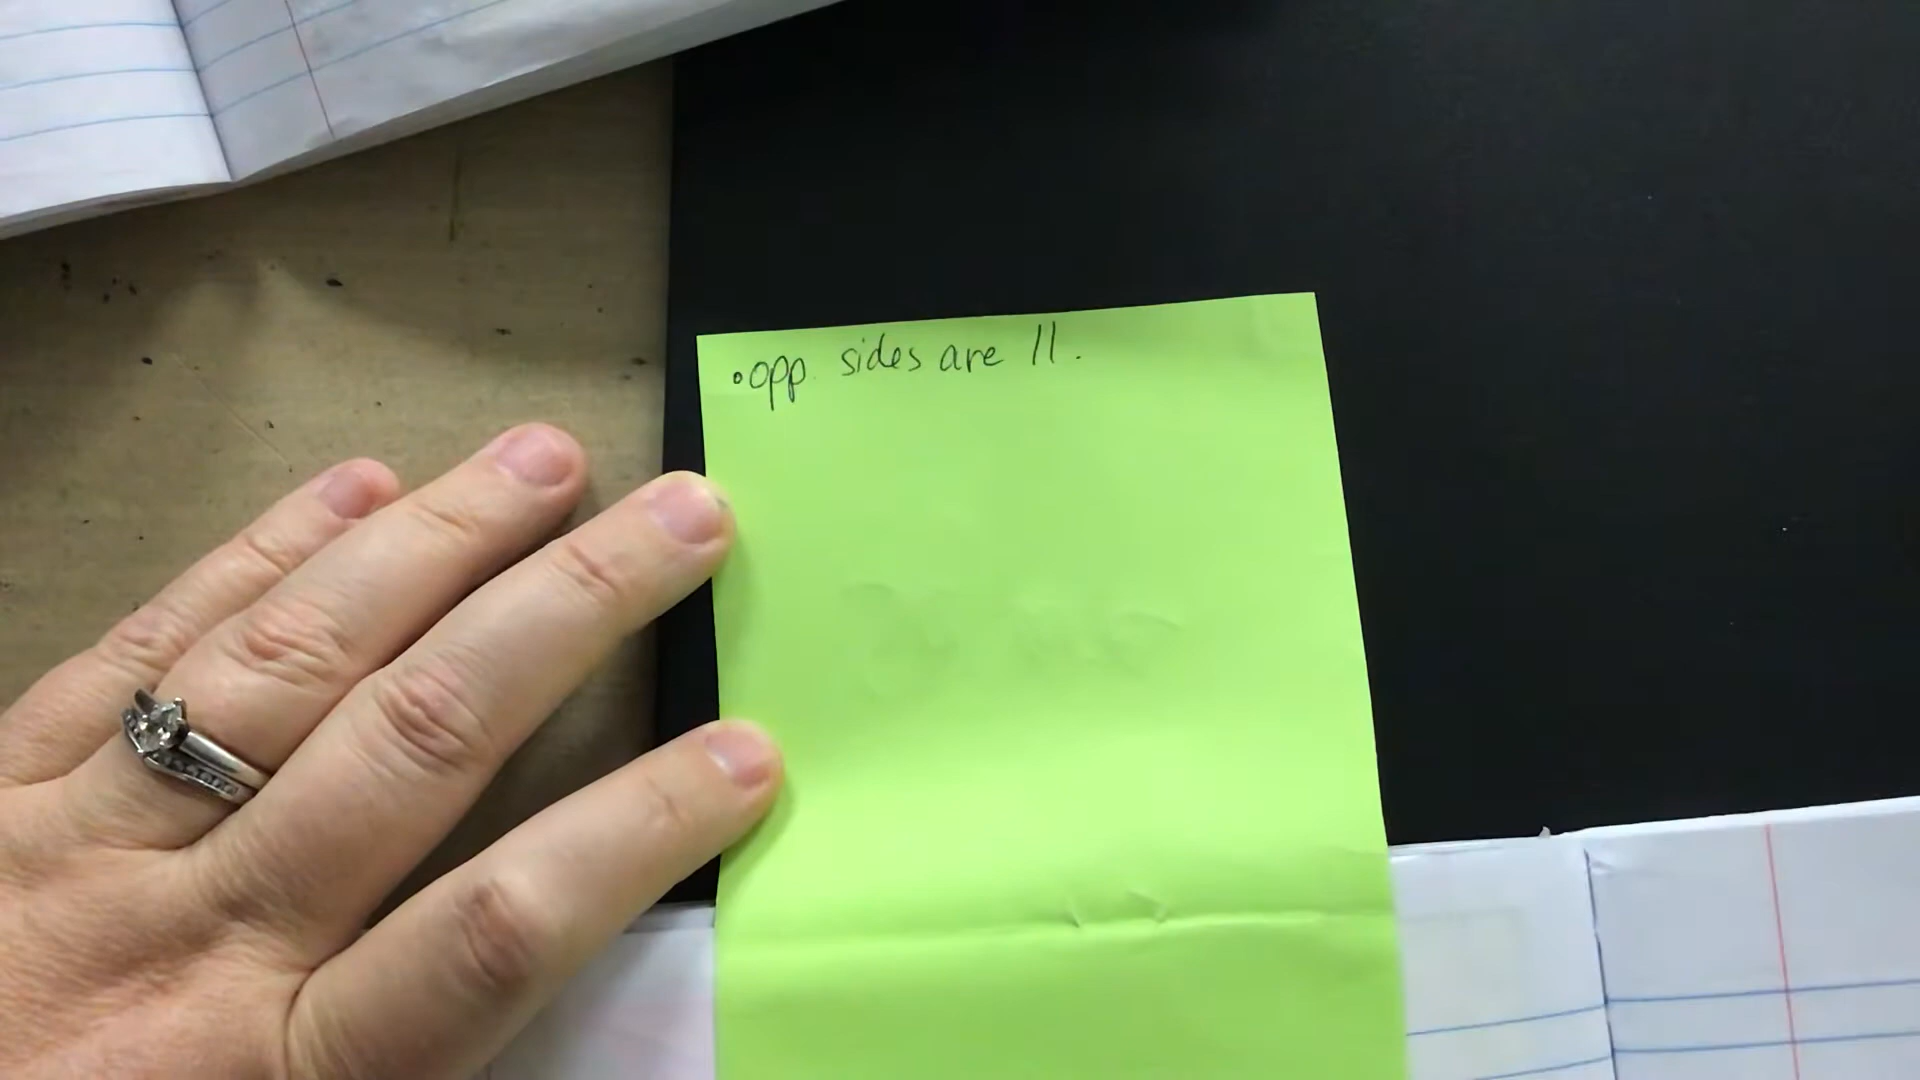 •opp. sides are //.